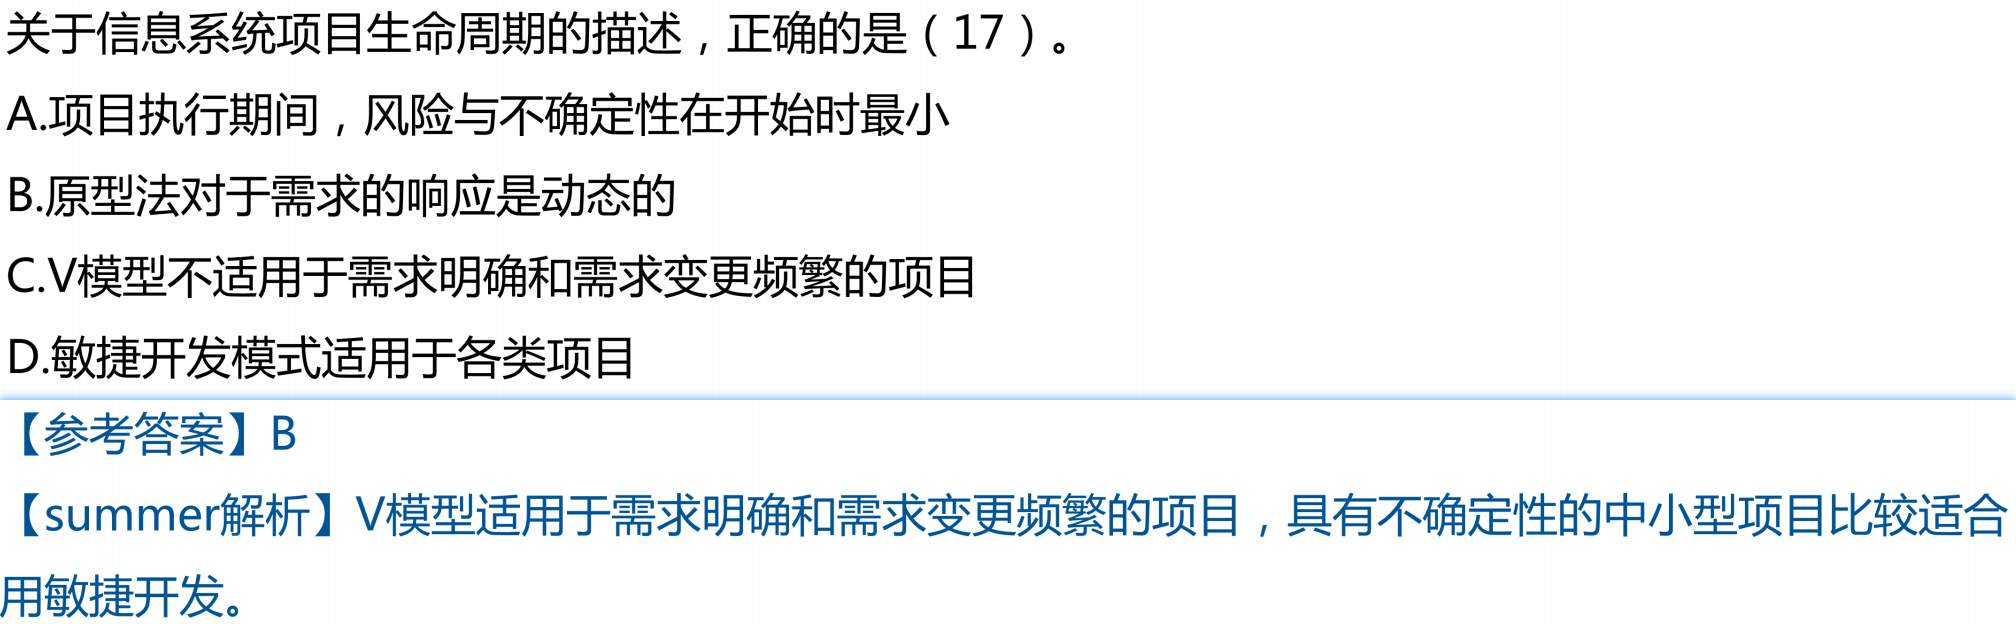 关于信息系统项目生命周期的描述，正确的是（17）。
A.项目执行期间，风险与不确定性在开始时最小
B.原型法对于需求的响应是动态的
C.V模型不适用于需求明确和需求变更频繁的项目
D.敏捷开发模式适用于各类项目
【参考答案】B
【summer解析】V模型适用于需求明确和需求变更频繁的项目，具有不确定性的中小型项目比较适合
用敏捷开发。